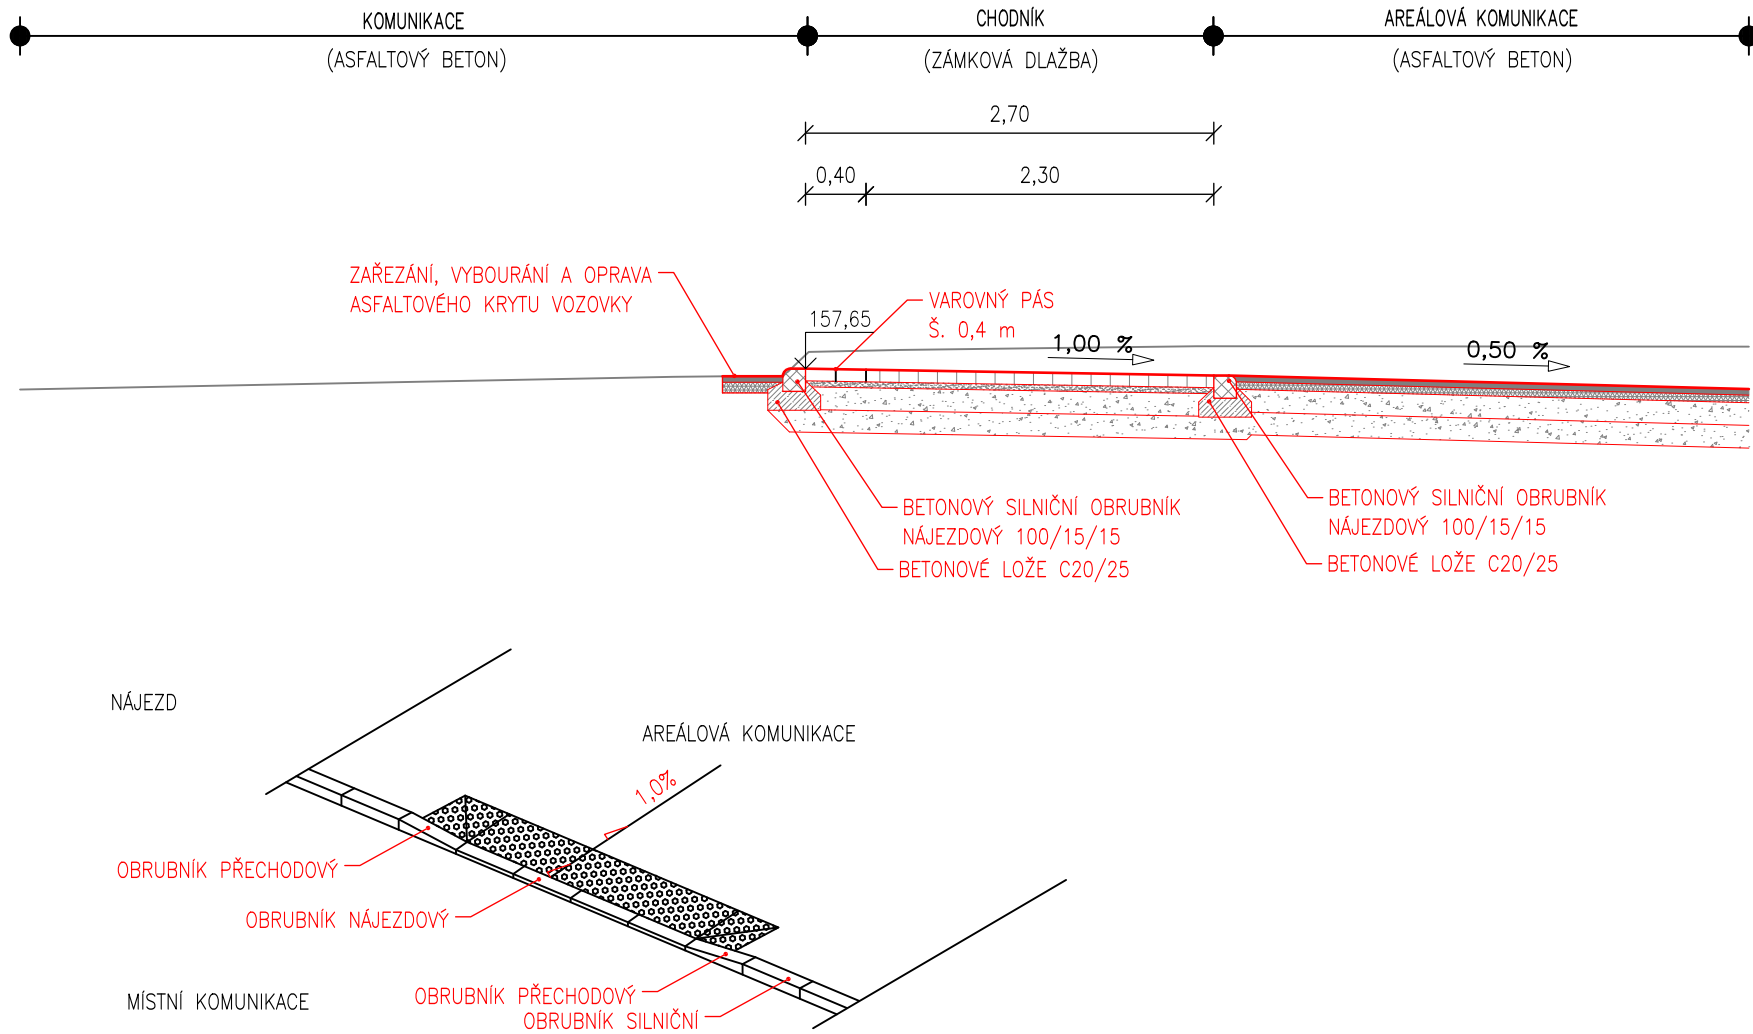 KOMUNIKACE
(ASFALTOVÝ BETON)
CHODNÍK
(ZÁMKOVÁ DLAŽBA)
AREÁLOVÁ KOMUNIKACE
(ASFALTOVÝ BETON)
2,70
0,40
2,30
ZAŘEZÁNÍ, VYBOURÁNÍ A OPRAVA
ASFALTOVÉHO KRYTU VOZOVKY
157,65
VAROVNÝ PÁS
Š. 0,4 m
1,00 %
0,50 %
BETONOVÝ SILNIČNÍ OBRUBNÍK
NÁJEZDOVÝ 100/15/15
BETONOVÉ LOŽE C20/25
BETONOVÝ SILNIČNÍ OBRUBNÍK
NÁJEZDOVÝ 100/15/15
BETONOVÉ LOŽE C20/25
NÁJEZD
AREÁLOVÁ KOMUNIKACE
1,0%
OBRUBNÍK PŘECHODOVÝ
OBRUBNÍK NÁJEZDOVÝ
MÍSTNÍ KOMUNIKACE
OBRUBNÍK PŘECHODOVÝ
OBRUBNÍK SILNIČNÍ